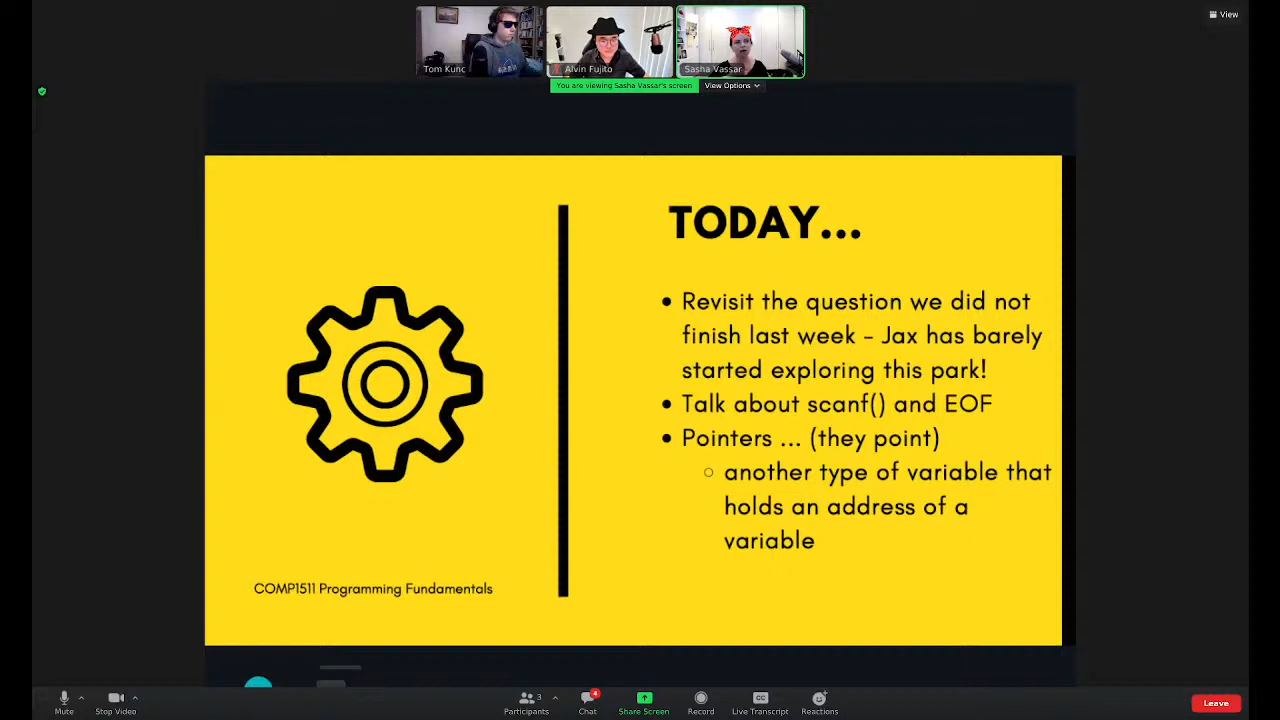 View
Tom Kunc
Alvin Fujito
Sasha Vassar
You are viewing Sasha Vassar's screen
View Options
TODAY...
• Revisit the question we did not
finish last week - Jax has barely
started exploring this park!
• Talk about scanf() and EOF
• Pointers ... (they point)
○ another type of variable that
holds an address of a
variable
COMP1511 Programming Fundamentals
Mute
Stop Video
3
Participants
4
Chat
Share Screen
Record
CC
Live Transcript
Reactions
Leave